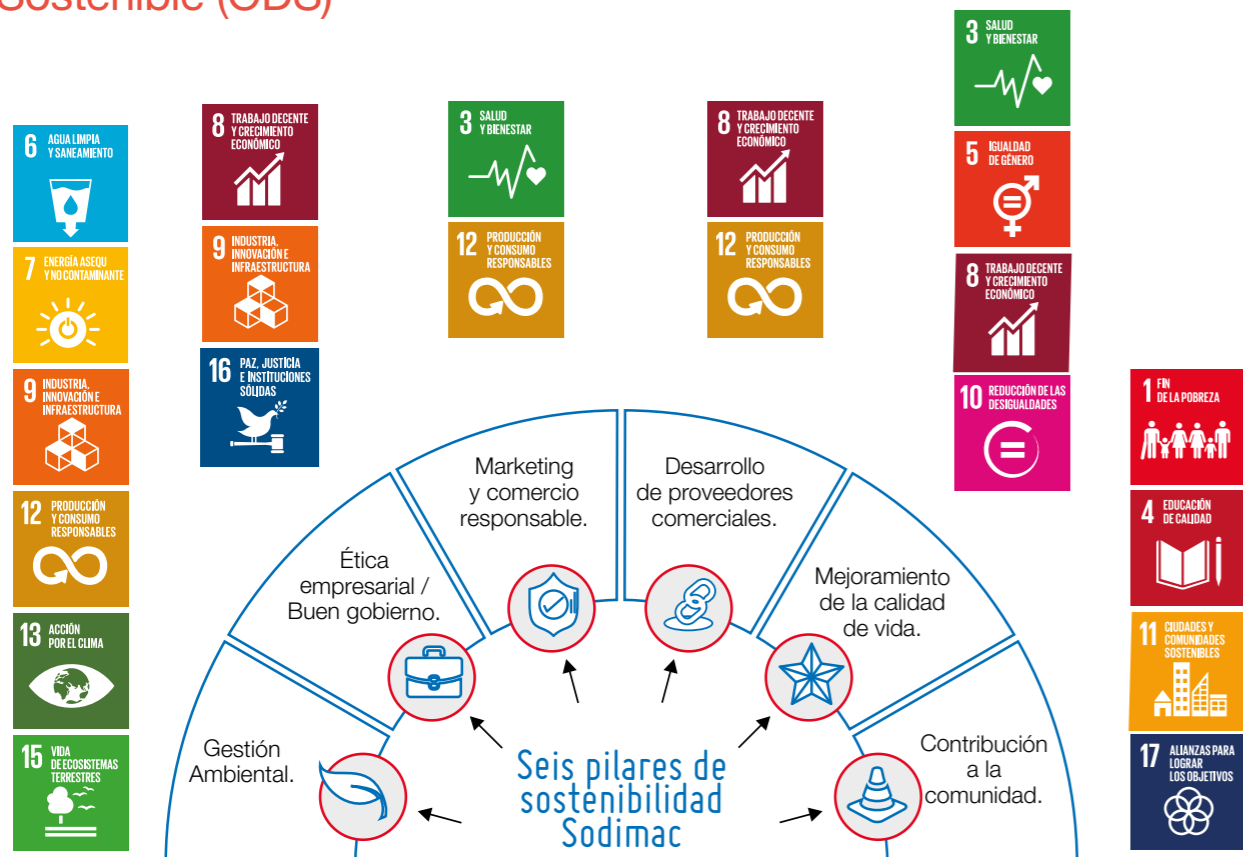 Sostenible (ODS)
6 AGUA LIMPIA
Y SANEAMIENTO
7 ENERGÍA ASEQU
Y NO CONTAMINANTE
9 INDUSTRIA,
INNOVACIÓN E
INFRAESTRUCTURA
12 PRODUCCIÓN
Y CONSUMO
RESPONSABLES
13 ACCIÓN
POR EL CLIMA
15 VIDA
DE ECOSISTEMAS
TERRESTRES
8 TRABAJO DECENTE
Y CRECIMIENTO
ECONÓMICO
9 INDUSTRIA,
INNOVACIÓN E
INFRAESTRUCTURA
16 PAZ, JUSTICIA
E INSTITUCIONES
SÓLIDAS
3 SALUD
Y BIENESTAR
12 PRODUCCIÓN
Y CONSUMO
RESPONSABLES
8 TRABAJO DECENTE
Y CRECIMIENTO
ECONÓMICO
12 PRODUCCIÓN
Y CONSUMO
RESPONSABLES
3 SALUD
Y BIENESTAR
5 IGUALDAD
DE GÉNERO
8 TRABAJO DECENTE
Y CRECIMIENTO
ECONÓMICO
10 REDUCCIÓN DE LAS
DESIGUALDADES
1 FIN
DE LA POBREZA
4 EDUCACIÓN
DE CALIDAD
11 CIUDADES Y
COMUNIDADES
SOSTENIBLES
17 ALIANZAS PARA
LOGRAR
LOS OBJETIVOS
Gestión
Ambiental.
Ética
empresarial /
Buen gobierno.
Marketing
y comercio
responsable.
Desarrollo
de proveedores
comerciales.
Mejoramiento
de la calidad
de vida.
Contribución
a la
comunidad.
Seis pilares de
sostenibilidad
Sodimac